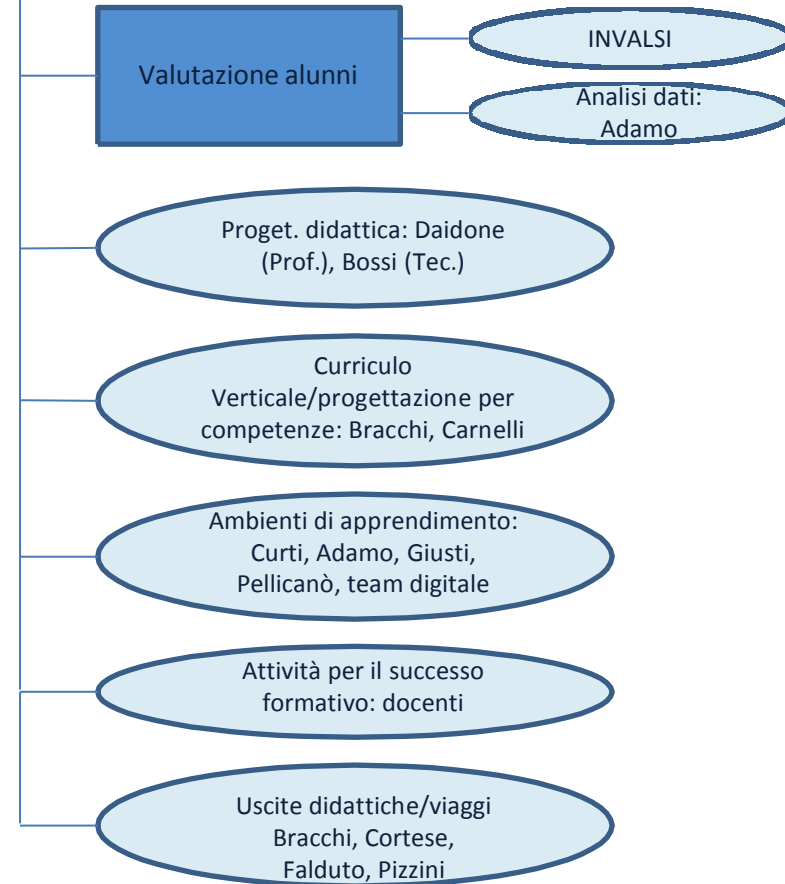 Valutazione alunni
INVALSI
Analisi dati:
Adamo
Proget. didattica: Daidone
(Prof.), Bossi (Tec.)
Curriculo
Verticale/progettazione per
competenze: Bracchi, Carnelli
Ambienti di apprendimento:
Curti, Adamo, Giusti,
Pellicanò, team digitale
Attività per il successo
formativo: docenti
Uscite didattiche/viaggi
Bracchi, Cortese,
Falduto, Pizzini